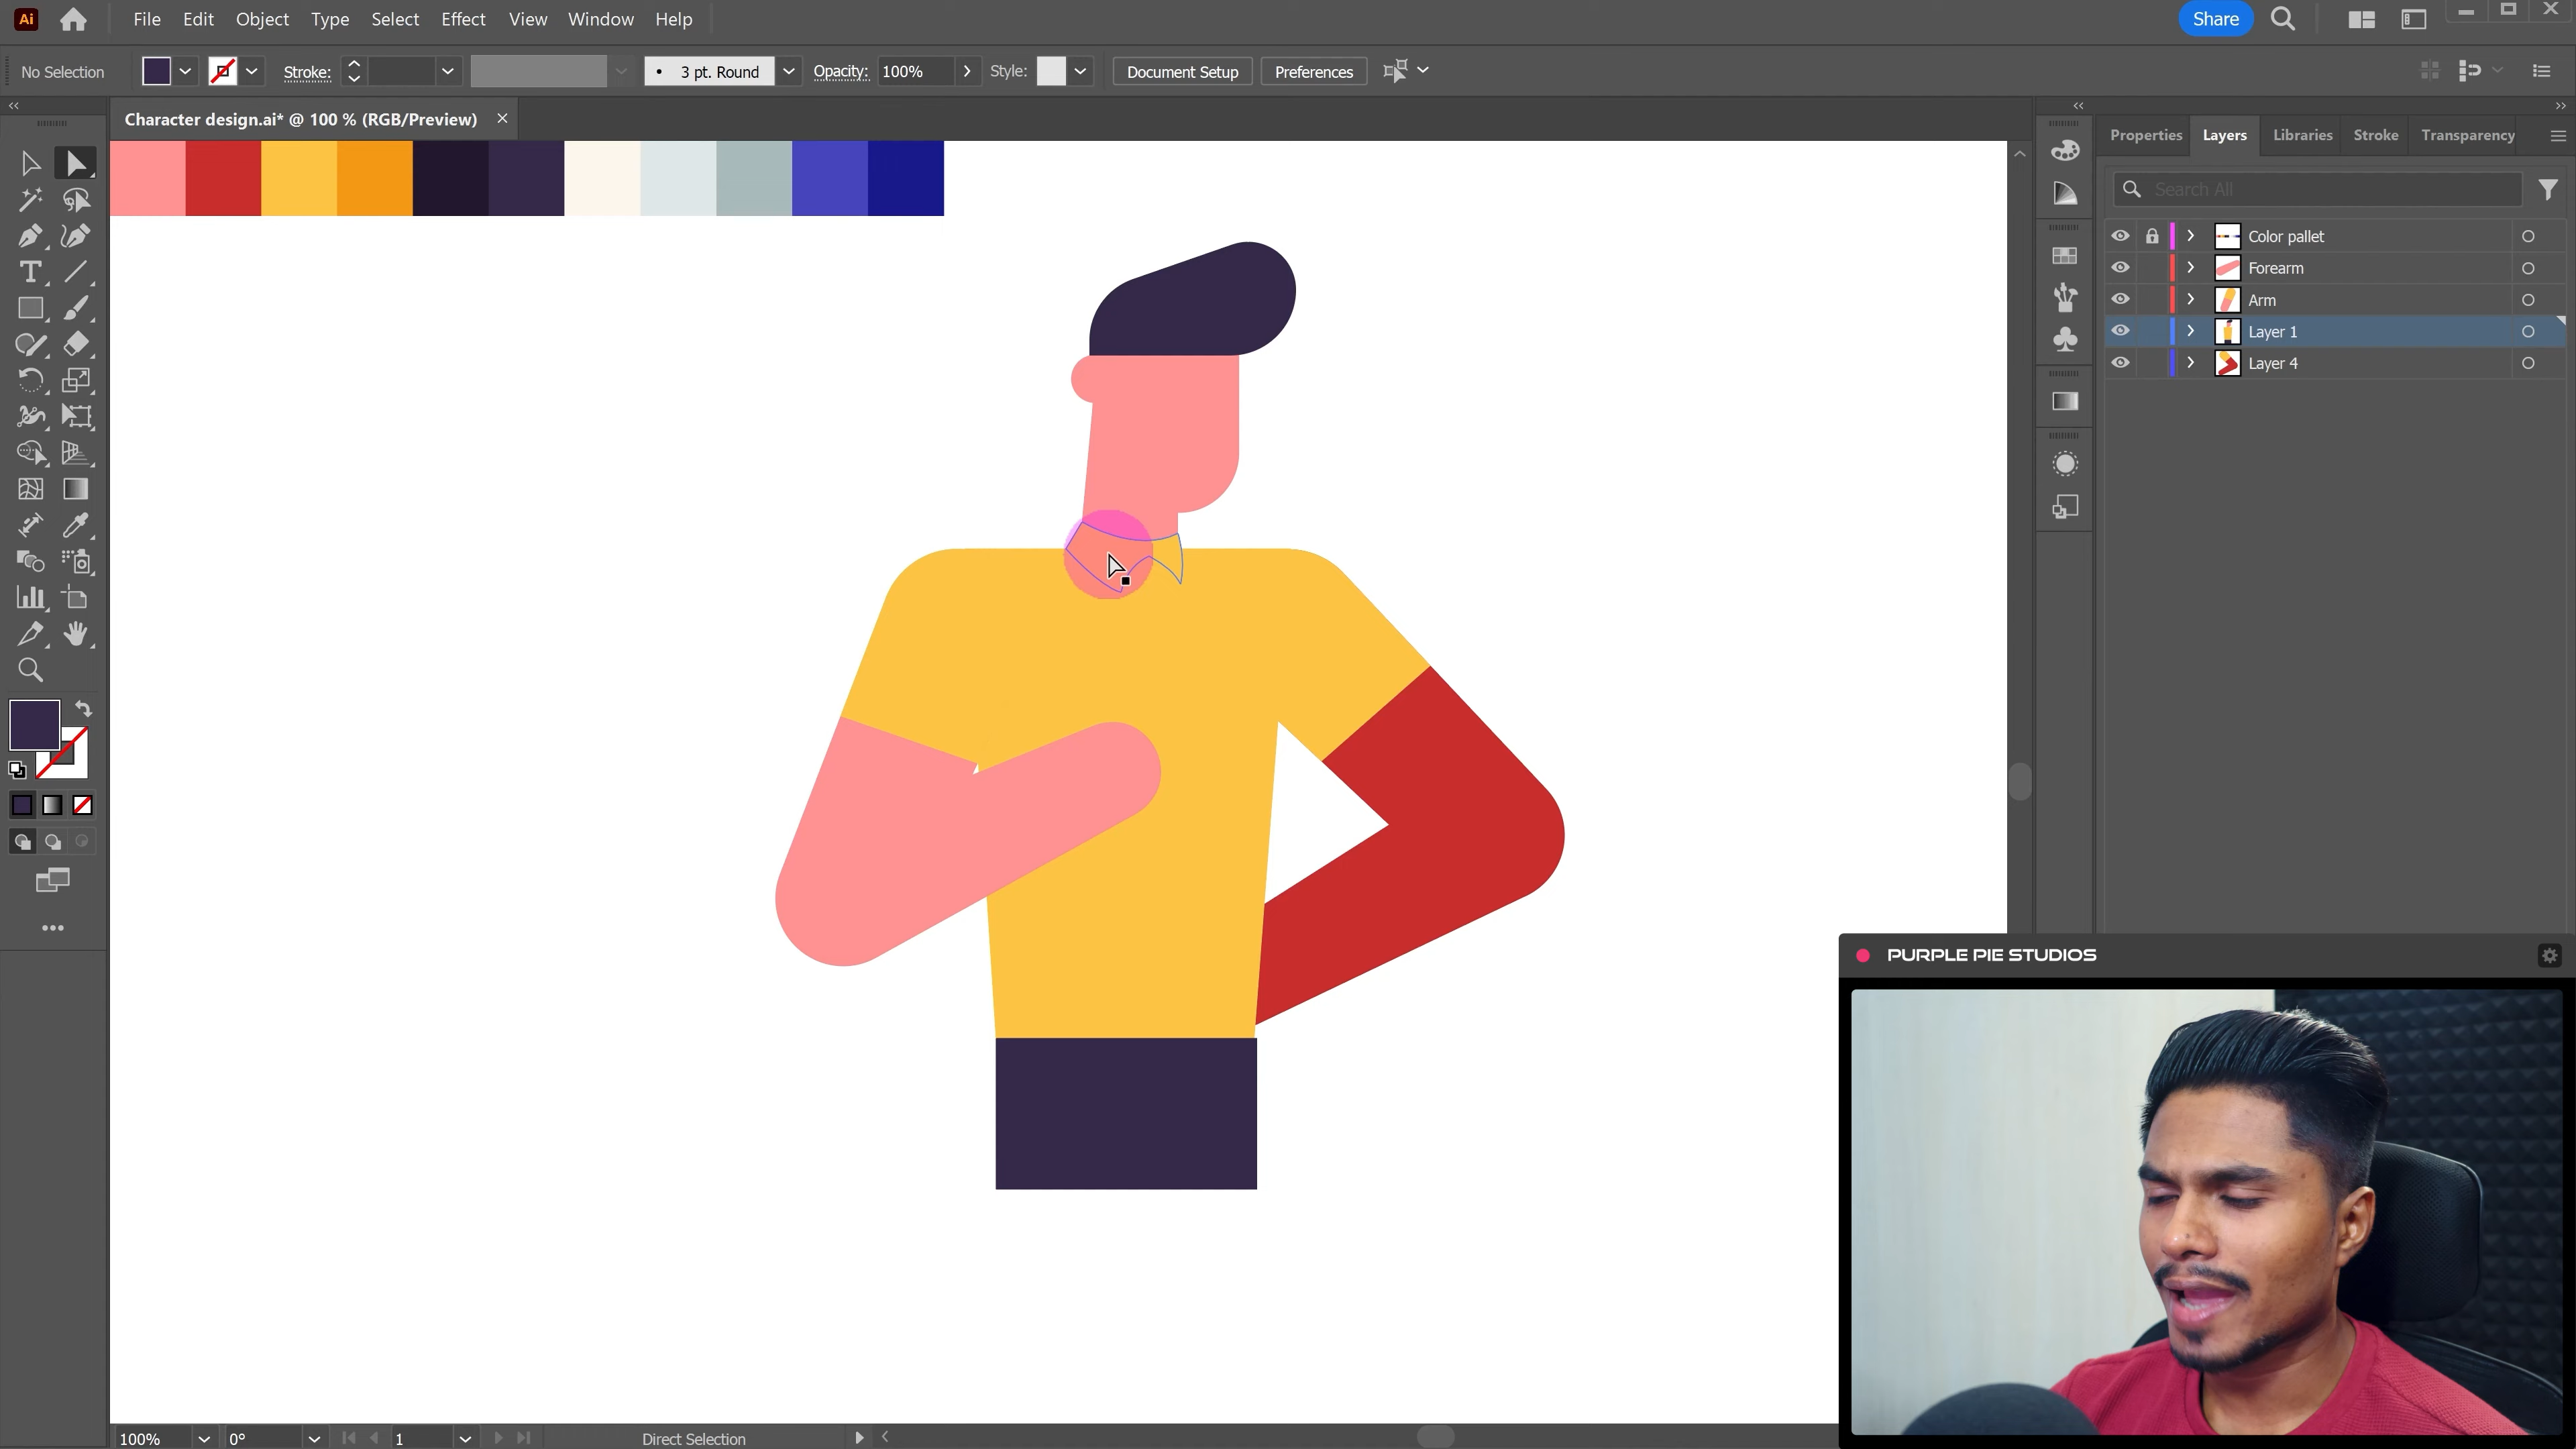 Ai File Edit Object Type Select Effect View Window Help Share
No Selection Stroke: 3 pt. Round Opacity: 100% Style: Document Setup Preferences
Character design.ai* @ 100 % (RGB/Preview)
Properties Layers Libraries Stroke Transparency
Search All
Color pallet
Forearm
Arm
Layer 1
Layer 4
PURPLE PIE STUDIOS
100% 0° 1 Direct Selection